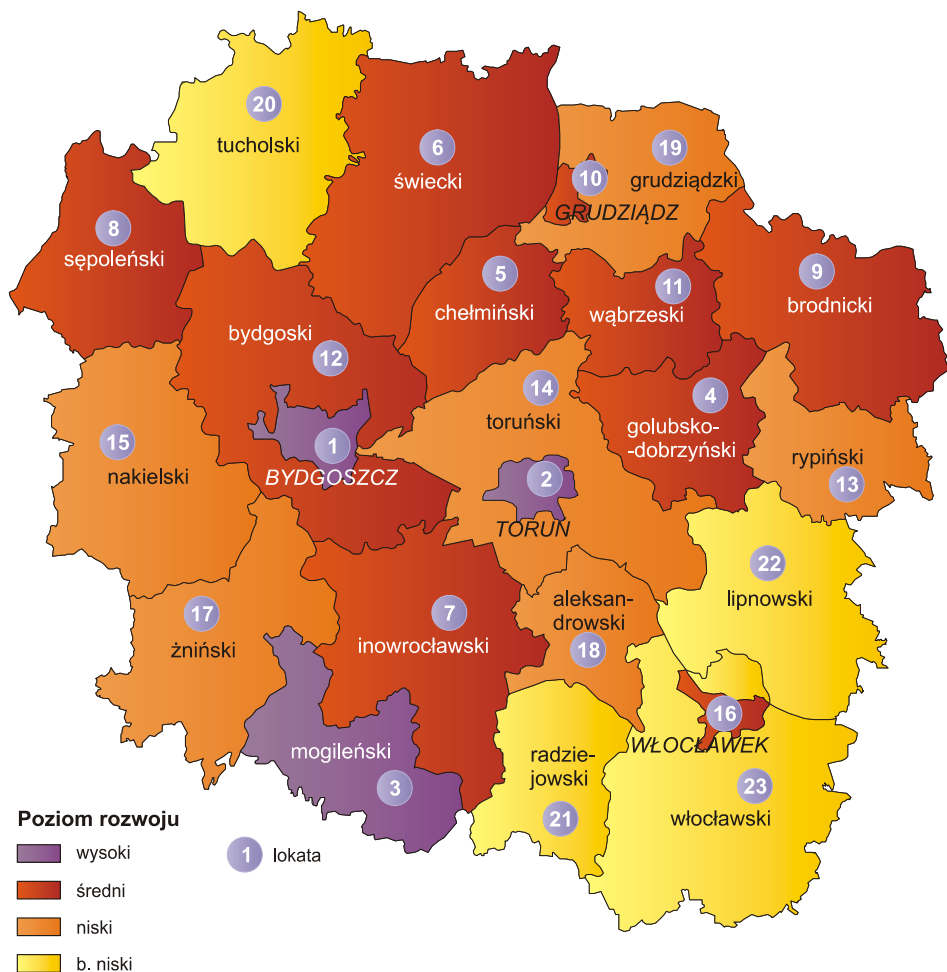 20
tucholski
6
świecki
19
grudziądzki
10
GRUDZIĄDZ
8
sępoleński
5
chełmiński
11
wąbrzeski
9
brodnicki
bydgoski
12
14
toruński
4
golubsko-
-dobrzyński
15
nakielski
1
BYDGOSZCZ
2
TORUŃ
rypiński
13
22
lipnowski
17
żniński
7
inowrocławski
aleksan-
drowski
18
16
WŁOCŁAWEK
mogileński
3
radzie-
jowski
21
23
włocławski
Poziom rozwoju
wysoki
średni
niski
b. niski
1 lokata